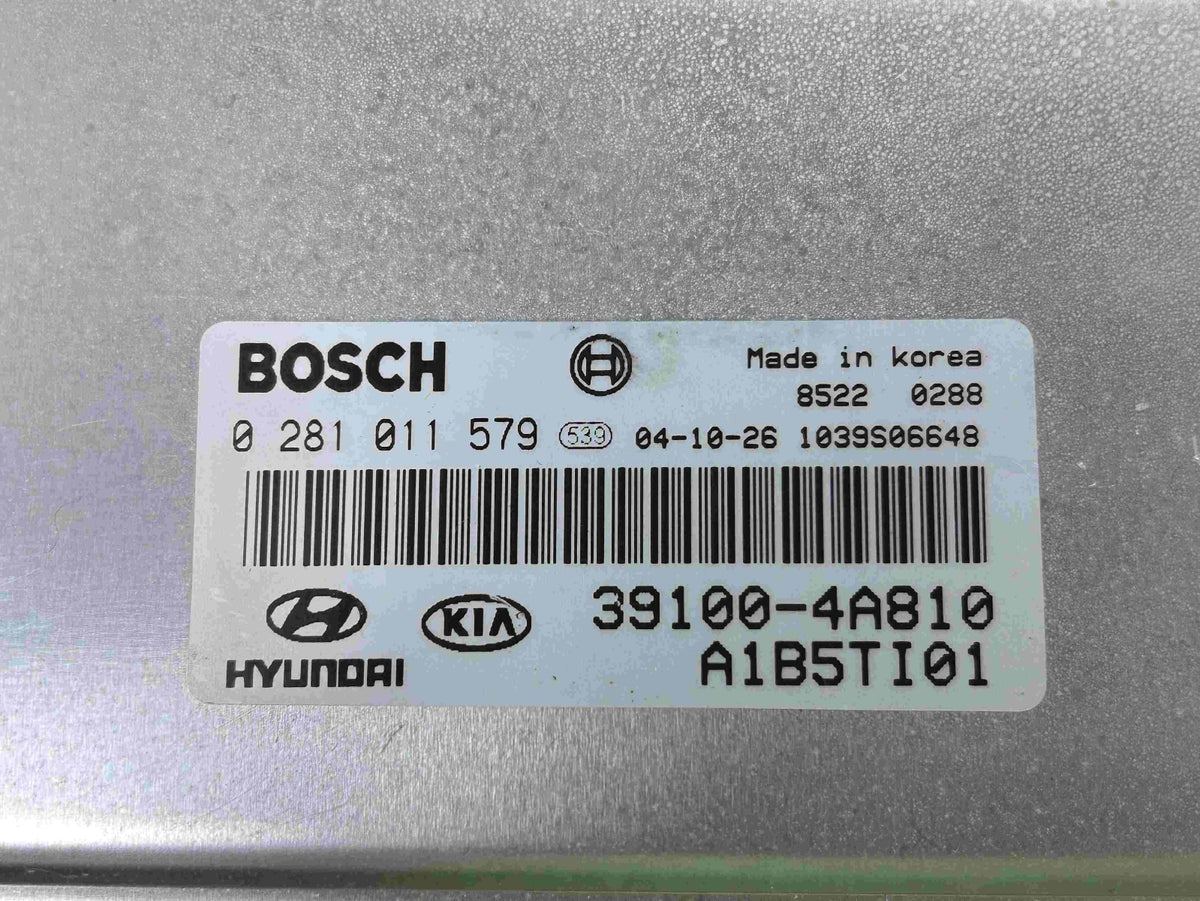 BOSCH
Made in korea
8522 0288
0 281 011 579 539 04-10-26 1039S06648
HYUNDAI
KIA
39100-4A810
A1B5TI01